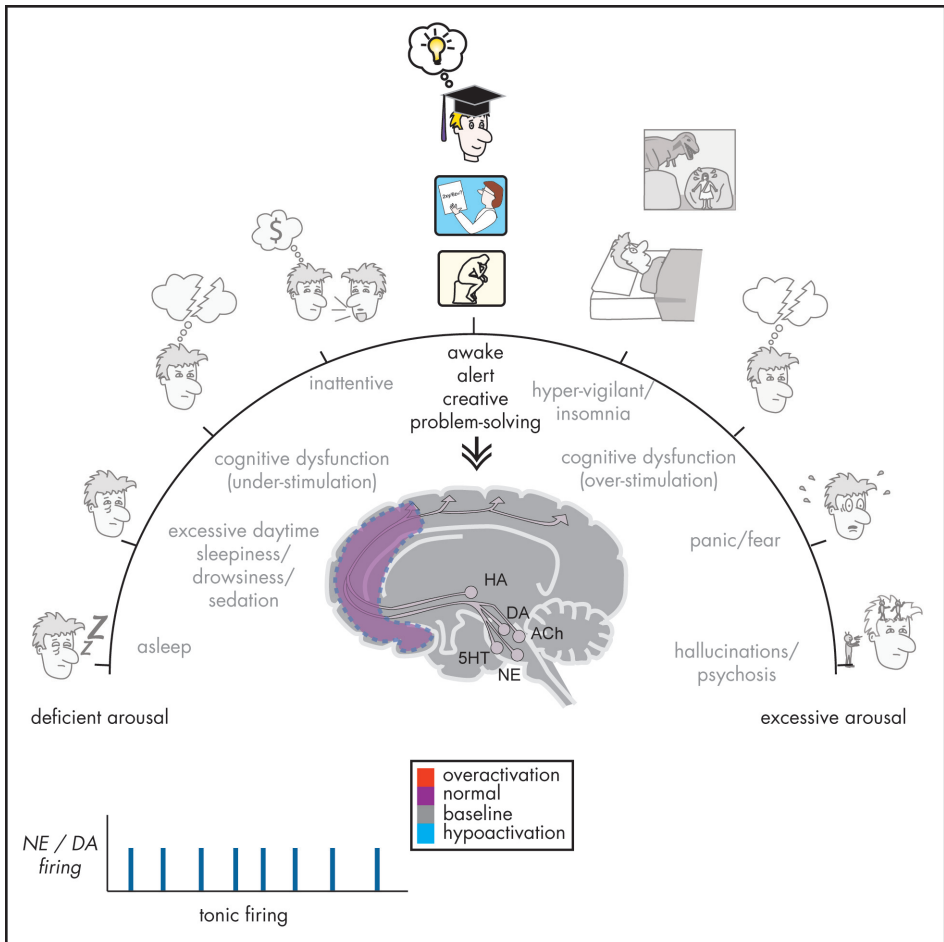 $
awake
alert
creative
problem-solving
inattentive
hyper-vigilant/
insomnia
cognitive dysfunction
(under-stimulation)
cognitive dysfunction
(over-stimulation)
excessive daytime
sleepiness/
drowsiness/
sedation
panic/fear
HA
DA
ACh
5HT
NE
Z
z
asleep
hallucinations/
psychosis
deficient arousal
excessive arousal
overactivation
normal
baseline
hypoactivation
NE / DA
firing
tonic firing